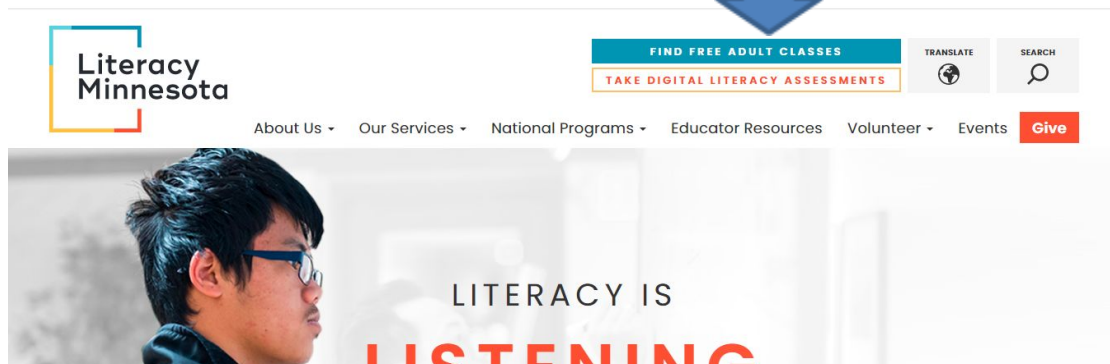 Literacy
Minnesota
FIND FREE ADULT CLASSES
TAKE DIGITAL LITERACY ASSESSMENTS
TRANSLATE
SEARCH
About Us Our Services National Programs Educator Resources Volunteer Events Give
LITERACY IS
LISTENING